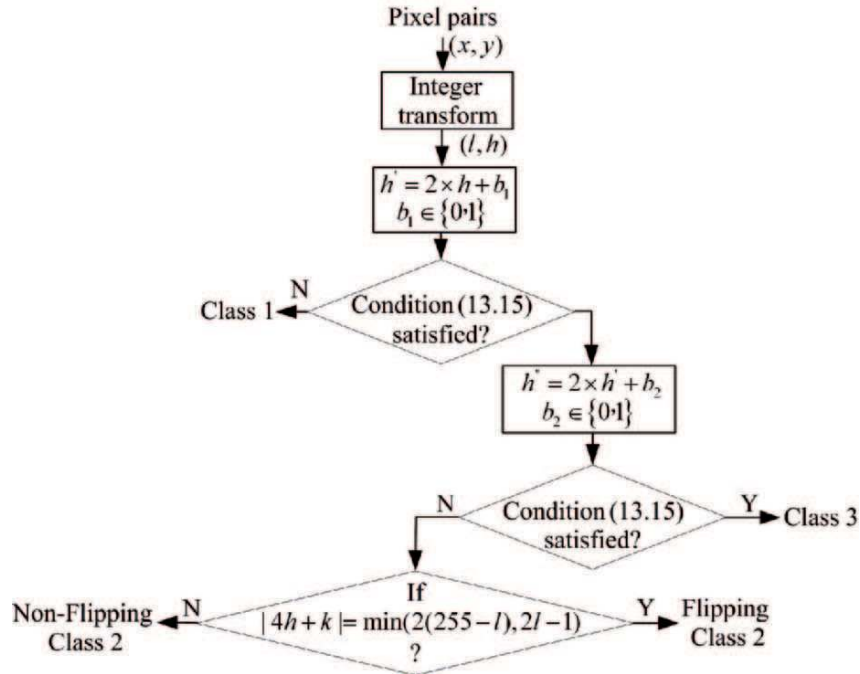 Pixel pairs
(x, y)
Integer
transform
(l, h)
h' = 2 × h + b₁
b₁ ∈ {0,1}
N
Condition (13.15)
satisfied?
Class 1
h" = 2 × h' + b₂
b₂ ∈ {0,1}
N
Condition (13.15)
satisfied?
Y
Class 3
If
| 4h + k |= min(2(255 − l), 2l − 1)
?
N
Non-Flipping
Class 2
Y
Flipping
Class 2